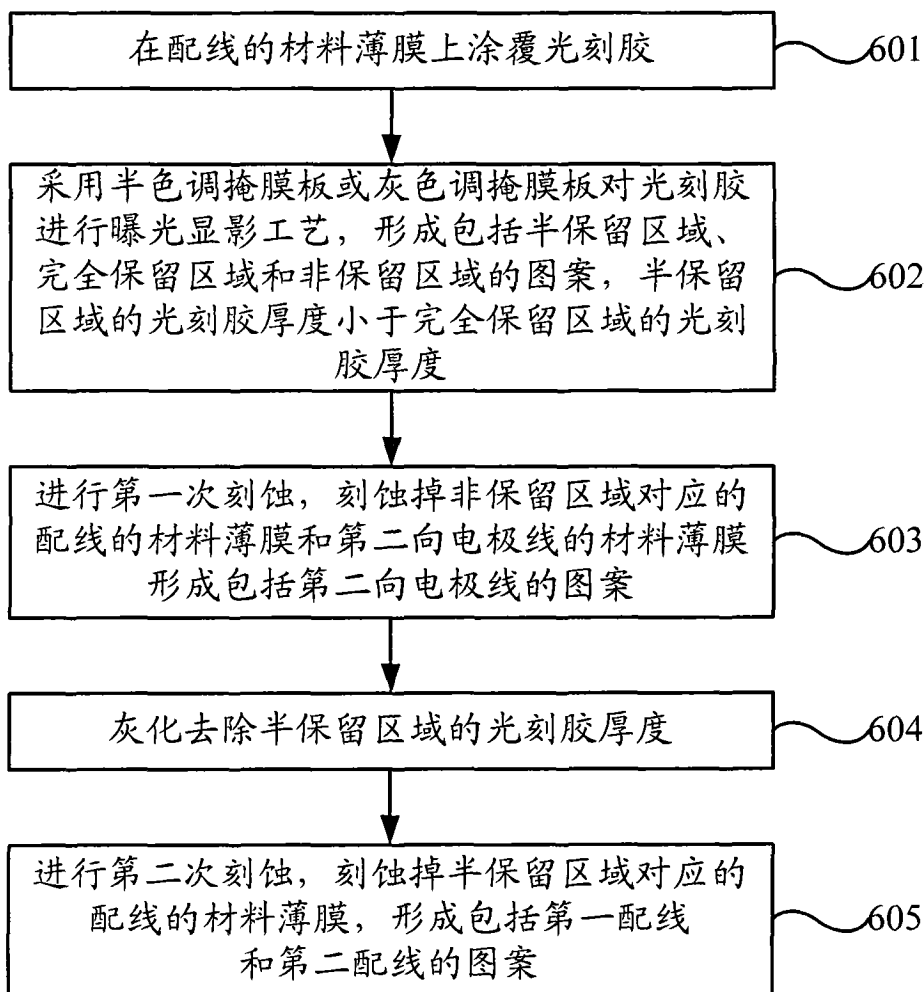 在配线的材料薄膜上涂覆光刻胶
601
采用半色调掩膜板或灰色调掩膜板对光刻胶
进行曝光显影工艺，形成包括半保留区域、
完全保留区域和非保留区域的图案，半保留
区域的光刻胶厚度小于完全保留区域的光刻
胶厚度
602
进行第一次刻蚀，刻蚀掉非保留区域对应的
配线的材料薄膜和第二向电极线的材料薄膜
形成包括第二向电极线的图案
603
灰化去除半保留区域的光刻胶厚度
604
进行第二次刻蚀，刻蚀掉半保留区域对应的
配线的材料薄膜，形成包括第一配线
和第二配线的图案
605